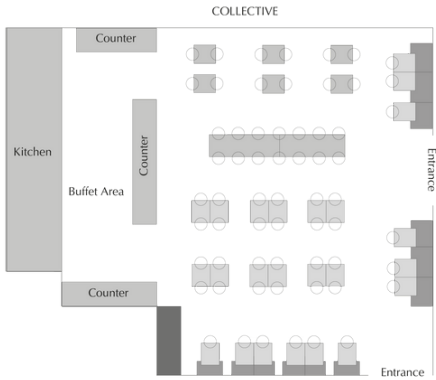 COLLECTIVE
Counter
Kitchen
Counter
Buffet Area
Entrance
Counter
Entrance